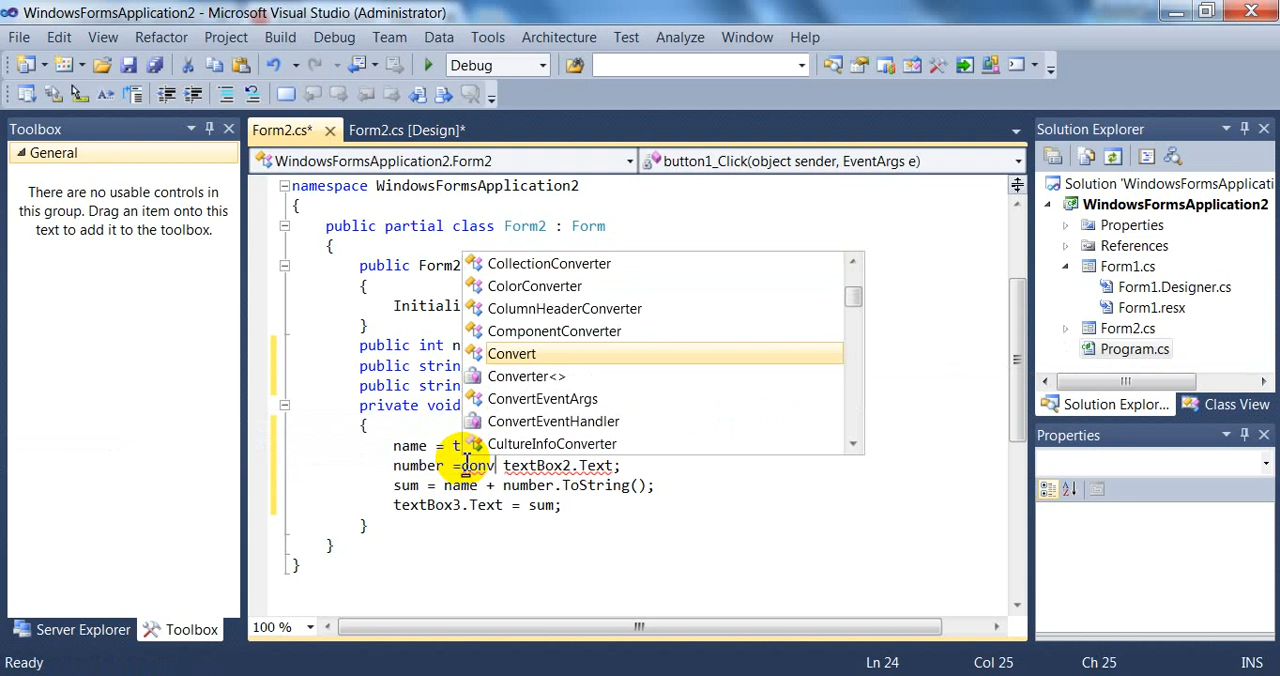 WindowsFormsApplication2 - Microsoft Visual Studio (Administrator)
File Edit View Refactor Project Build Debug Team Data Tools Architecture Test Analyze Window Help
Debug
Toolbox
General
There are no usable controls in
this group. Drag an item onto this
text to add it to the toolbox.
Server Explorer
Toolbox
Form2.cs*
Form2.cs [Design]*
WindowsFormsApplication2.Form2
button1_Click(object sender, EventArgs e)
namespace WindowsFormsApplication2
{
public partial class Form2 : Form
{
public Form2
{
Initiali
}
public int n
public string
public string
private void
{
name = t
number =conv textBox2.Text;
sum = name + number.ToString();
textBox3.Text = sum;
}
}
}
CollectionConverter
ColorConverter
ColumnHeaderConverter
ComponentConverter
Convert
Converter<>
ConvertEventArgs
ConvertEventHandler
CultureInfoConverter
100 %
Solution Explorer
Solution 'WindowsFormsApplicati
WindowsFormsApplication2
Properties
References
Form1.cs
Form1.Designer.cs
Form1.resx
Form2.cs
Program.cs
Solution Explor...
Class View
Properties
Ready
Ln 24
Col 25
Ch 25
INS